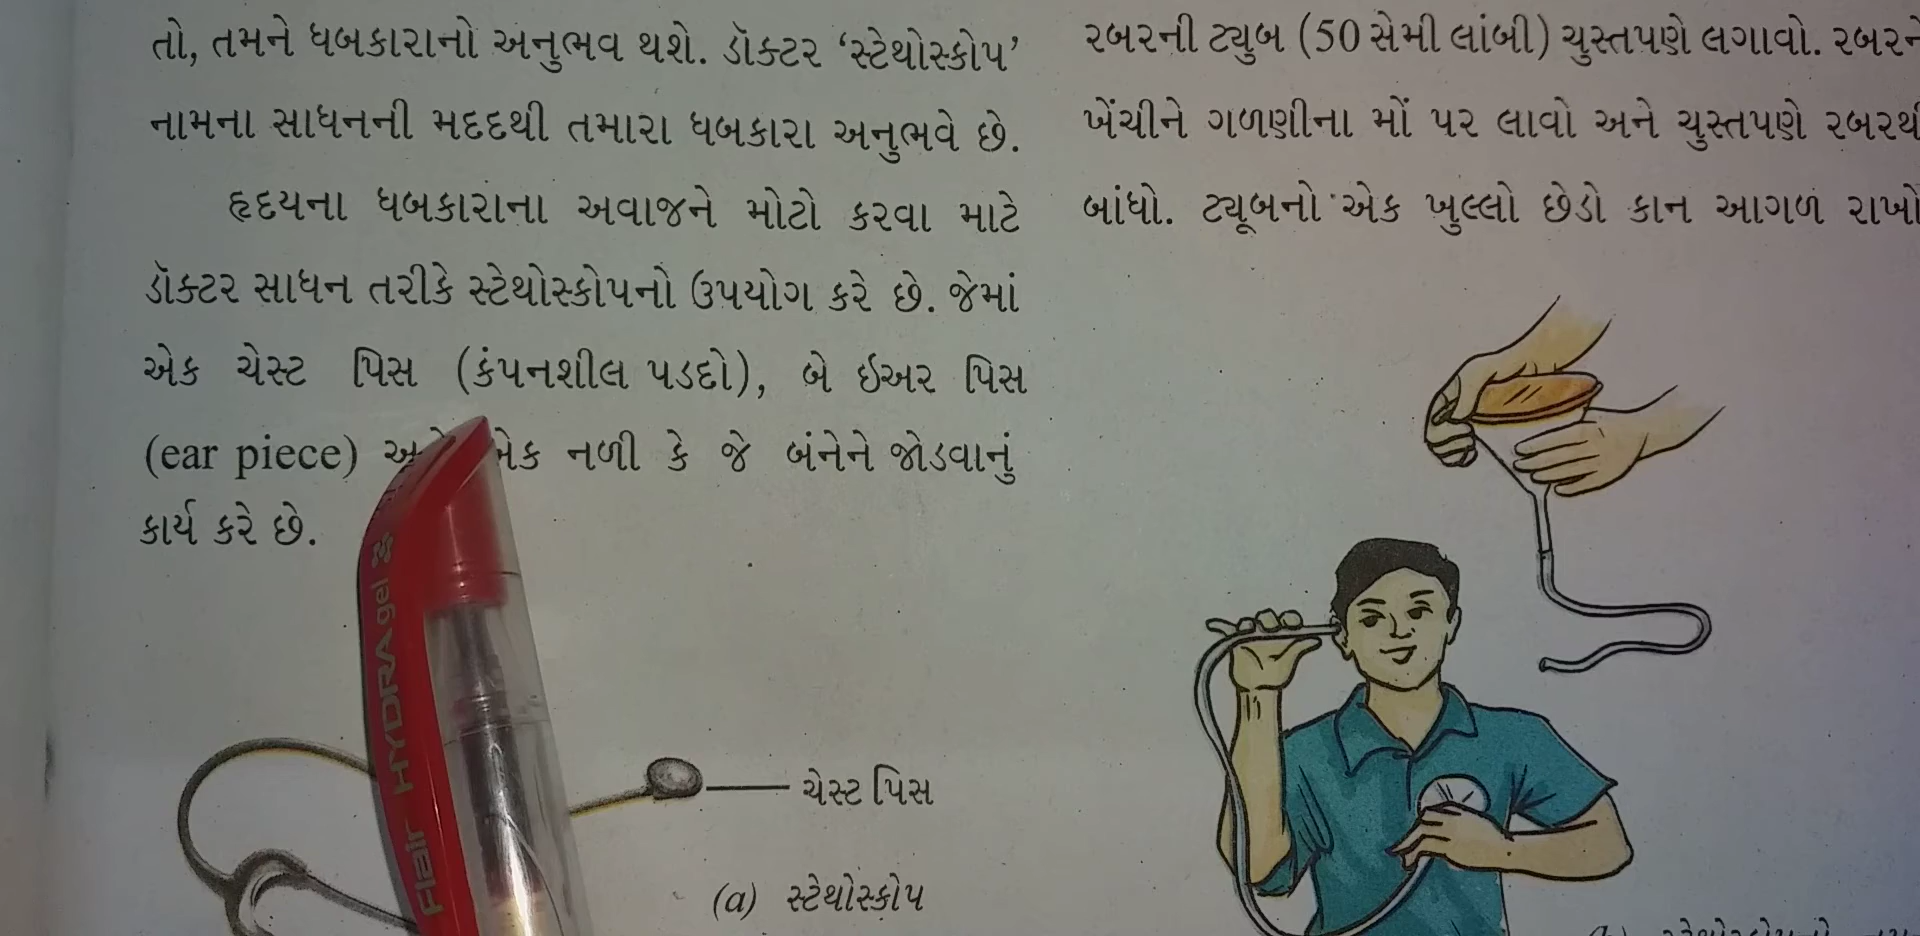 તો, તમને ધબકારાનો અનુભવ થશે. ડૉક્ટર ‘સ્ટેથોસ્કોપ’
નામના સાધનની મદદથી તમારા ધબકારા અનુભવે છે.
હૃદયના ધબકારાના અવાજને મોટો કરવા માટે
ડૉક્ટર સાધન તરીકે સ્ટેથોસ્કોપનો ઉપયોગ કરે છે. જેમાં
એક ચેસ્ટ પિસ (કંપનશીલ પડદો), બે ઇઅર પિસ
(ear piece) નળી કે જે બંનેને જોડવાનું
કાર્ય કરે છે.
Flair HYDRA gel
ચેસ્ટ પિસ
(a) સ્ટેથોસ્કોપ
રબરની ટ્યુબ (50 સેમી લાંબી) ચુસ્તપણે લગાવો.
ખેંચીને ગળણીના મોં પર લાવો અને ચુસ્તપણે રબરથી
બાંધો. ટ્યૂબનો એક ખુલ્લો છેડો કાન આગળ રાખો